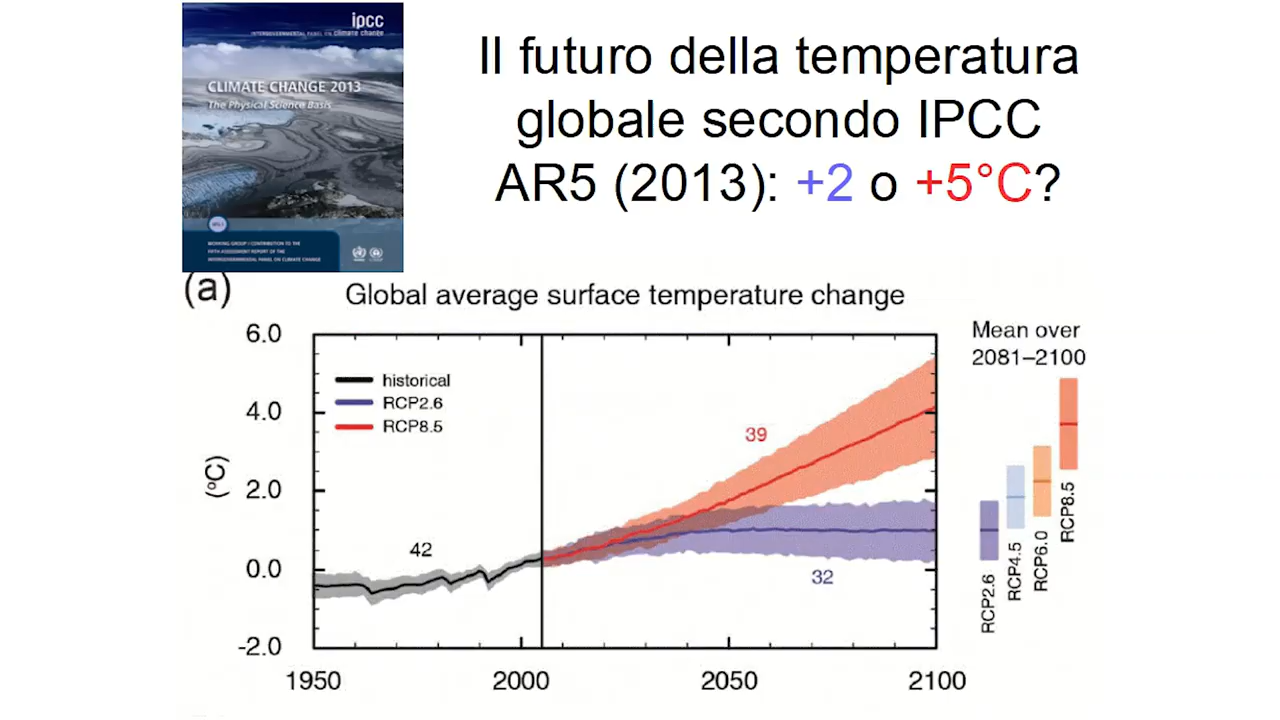 ipcc
INTERGOVERNMENTAL PANEL ON climate change
CLIMATE CHANGE 2013
The Physical Science Basis
Il futuro della temperatura
globale secondo IPCC
AR5 (2013): +2 o +5°C?
WORKING GROUP I CONTRIBUTION TO THE
FIFTH ASSESSMENT REPORT OF THE
INTERGOVERNMENTAL PANEL ON CLIMATE CHANGE
(a)
Global average surface temperature change
Mean over
2081–2100
(°C)
6.0
4.0
2.0
0.0
-2.0
historical
RCP2.6
RCP8.5
39
42
32
1950
2000
2050
2100
RCP2.6
RCP4.5
RCP6.0
RCP8.5